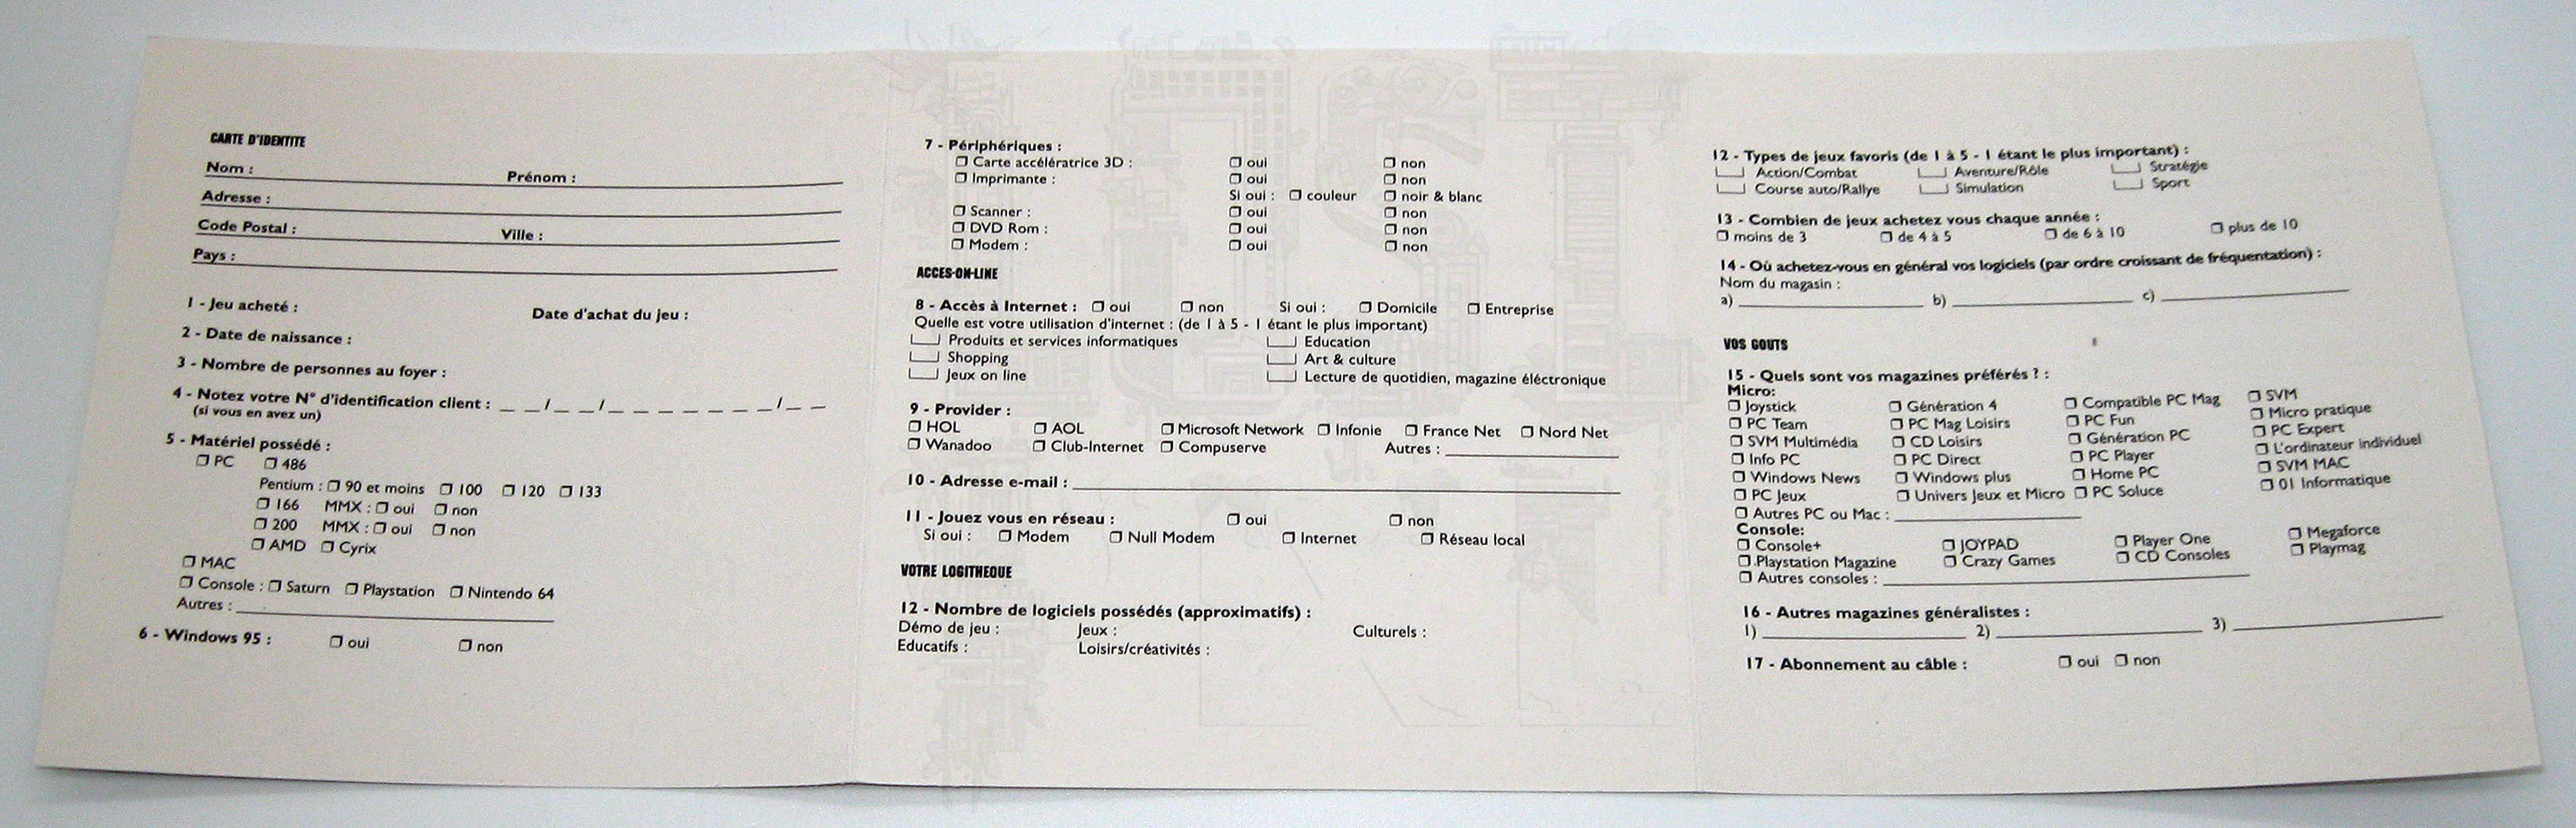 CARTE D'IDENTITE
Nom : Prénom :
Adresse :
Code Postal : Ville :
Pays :
1 - Jeu acheté : Date d'achat du jeu :
2 - Date de naissance :
3 - Nombre de personnes au foyer :
4 - Notez votre N° d'identification client : _ _/_ _/_ _ _ _ _ _ _/_ _
(si vous en avez un)
5 - Matériel possédé :
❒ PC ❒ 486
Pentium : ❒ 90 et moins ❒ 100 ❒ 120 ❒ 133
❒ 166 MMX : ❒ oui ❒ non
❒ 200 MMX : ❒ oui ❒ non
❒ AMD ❒ Cyrix
❒ MAC
❒ Console : ❒ Saturn ❒ Playstation ❒ Nintendo 64
Autres :
6 - Windows 95 : ❒ oui ❒ non
7 - Périphériques :
❒ Carte accélératrice 3D : ❒ oui ❒ non
❒ Imprimante : ❒ oui ❒ non
Si oui : ❒ couleur ❒ noir & blanc
❒ Scanner : ❒ oui ❒ non
❒ DVD Rom : ❒ oui ❒ non
❒ Modem : ❒ oui ❒ non
ACCES-ON-LINE
8 - Accès à Internet : ❒ oui ❒ non Si oui : ❒ Domicile ❒ Entreprise
Quelle est votre utilisation d'internet : (de 1 à 5 - 1 étant le plus important)
Produits et services informatiques Education
Shopping Art & culture
Jeux on line Lecture de quotidien, magazine éléctronique
9 - Provider :
❒ HOL ❒ AOL ❒ Microsoft Network ❒ Infonie ❒ France Net ❒ Nord Net
❒ Wanadoo ❒ Club-Internet ❒ Compuserve Autres :
10 - Adresse e-mail :
11 - Jouez vous en réseau : ❒ oui ❒ non
Si oui : ❒ Modem ❒ Null Modem ❒ Internet ❒ Réseau local
VOTRE LOGITHEQUE
12 - Nombre de logiciels possédés (approximatifs) :
Démo de jeu : Jeux : Culturels :
Educatifs : Loisirs/créativités :
12 - Types de jeux favoris (de 1 à 5 - 1 étant le plus important) :
Action/Combat Aventure/Rôle Stratégie
Course auto/Rallye Simulation Sport
13 - Combien de jeux achetez vous chaque année :
❒ moins de 3 ❒ de 4 à 5 ❒ de 6 à 10 ❒ plus de 10
14 - Où achetez-vous en général vos logiciels (par ordre croissant de fréquentation) :
Nom du magasin :
a) b) c)
VOS GOUTS
15 - Quels sont vos magazines préférés ? :
Micro:
❒ Joystick ❒ Génération 4 ❒ Compatible PC Mag ❒ SVM
❒ PC Team ❒ PC Mag Loisirs ❒ PC Fun ❒ Micro pratique
❒ SVM Multimédia ❒ CD Loisirs ❒ Génération PC ❒ PC Expert
❒ Info PC ❒ PC Direct ❒ PC Player ❒ L'ordinateur individuel
❒ Windows News ❒ Windows plus ❒ Home PC ❒ SVM MAC
❒ PC Jeux ❒ Univers Jeux et Micro ❒ PC Soluce ❒ 01 Informatique
❒ Autres PC ou Mac :
Console:
❒ Console+ ❒ JOYPAD ❒ Player One ❒ Megaforce
❒ Playstation Magazine ❒ Crazy Games ❒ CD Consoles ❒ Playmag
❒ Autres consoles :
16 - Autres magazines généralistes :
1) 2) 3)
17 - Abonnement au câble : ❒ oui ❒ non